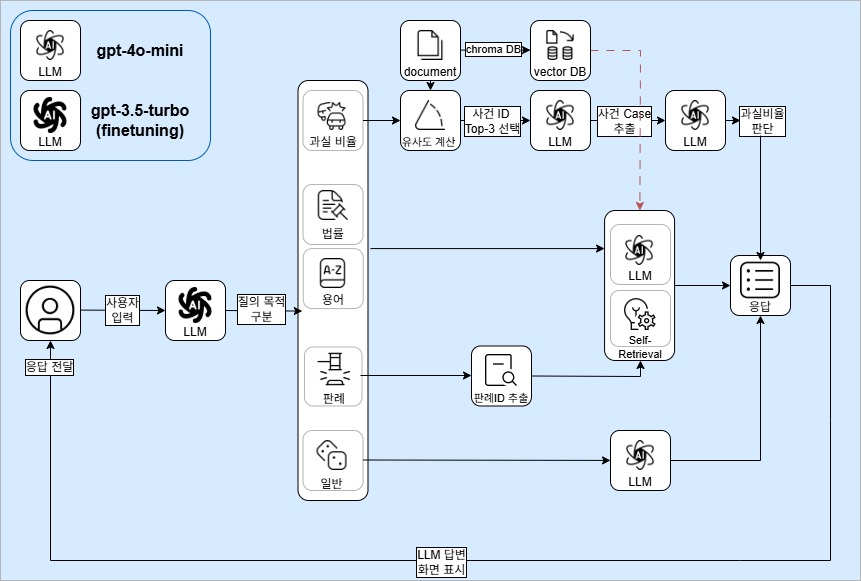 LLM
gpt-4o-mini
LLM
gpt-3.5-turbo
(finetuning)
document
chroma DB
vector DB
과실 비율
유사도 계산
사건 ID
Top-3 선택
LLM
사건 Case
추출
LLM
과실비율
판단
법률
A-Z
용어
LLM
Self-
Retrieval
응답
사용자
입력
LLM
질의 목적
구분
응답 전달
판례
판례ID 추출
일반
LLM
LLM 답변
화면 표시